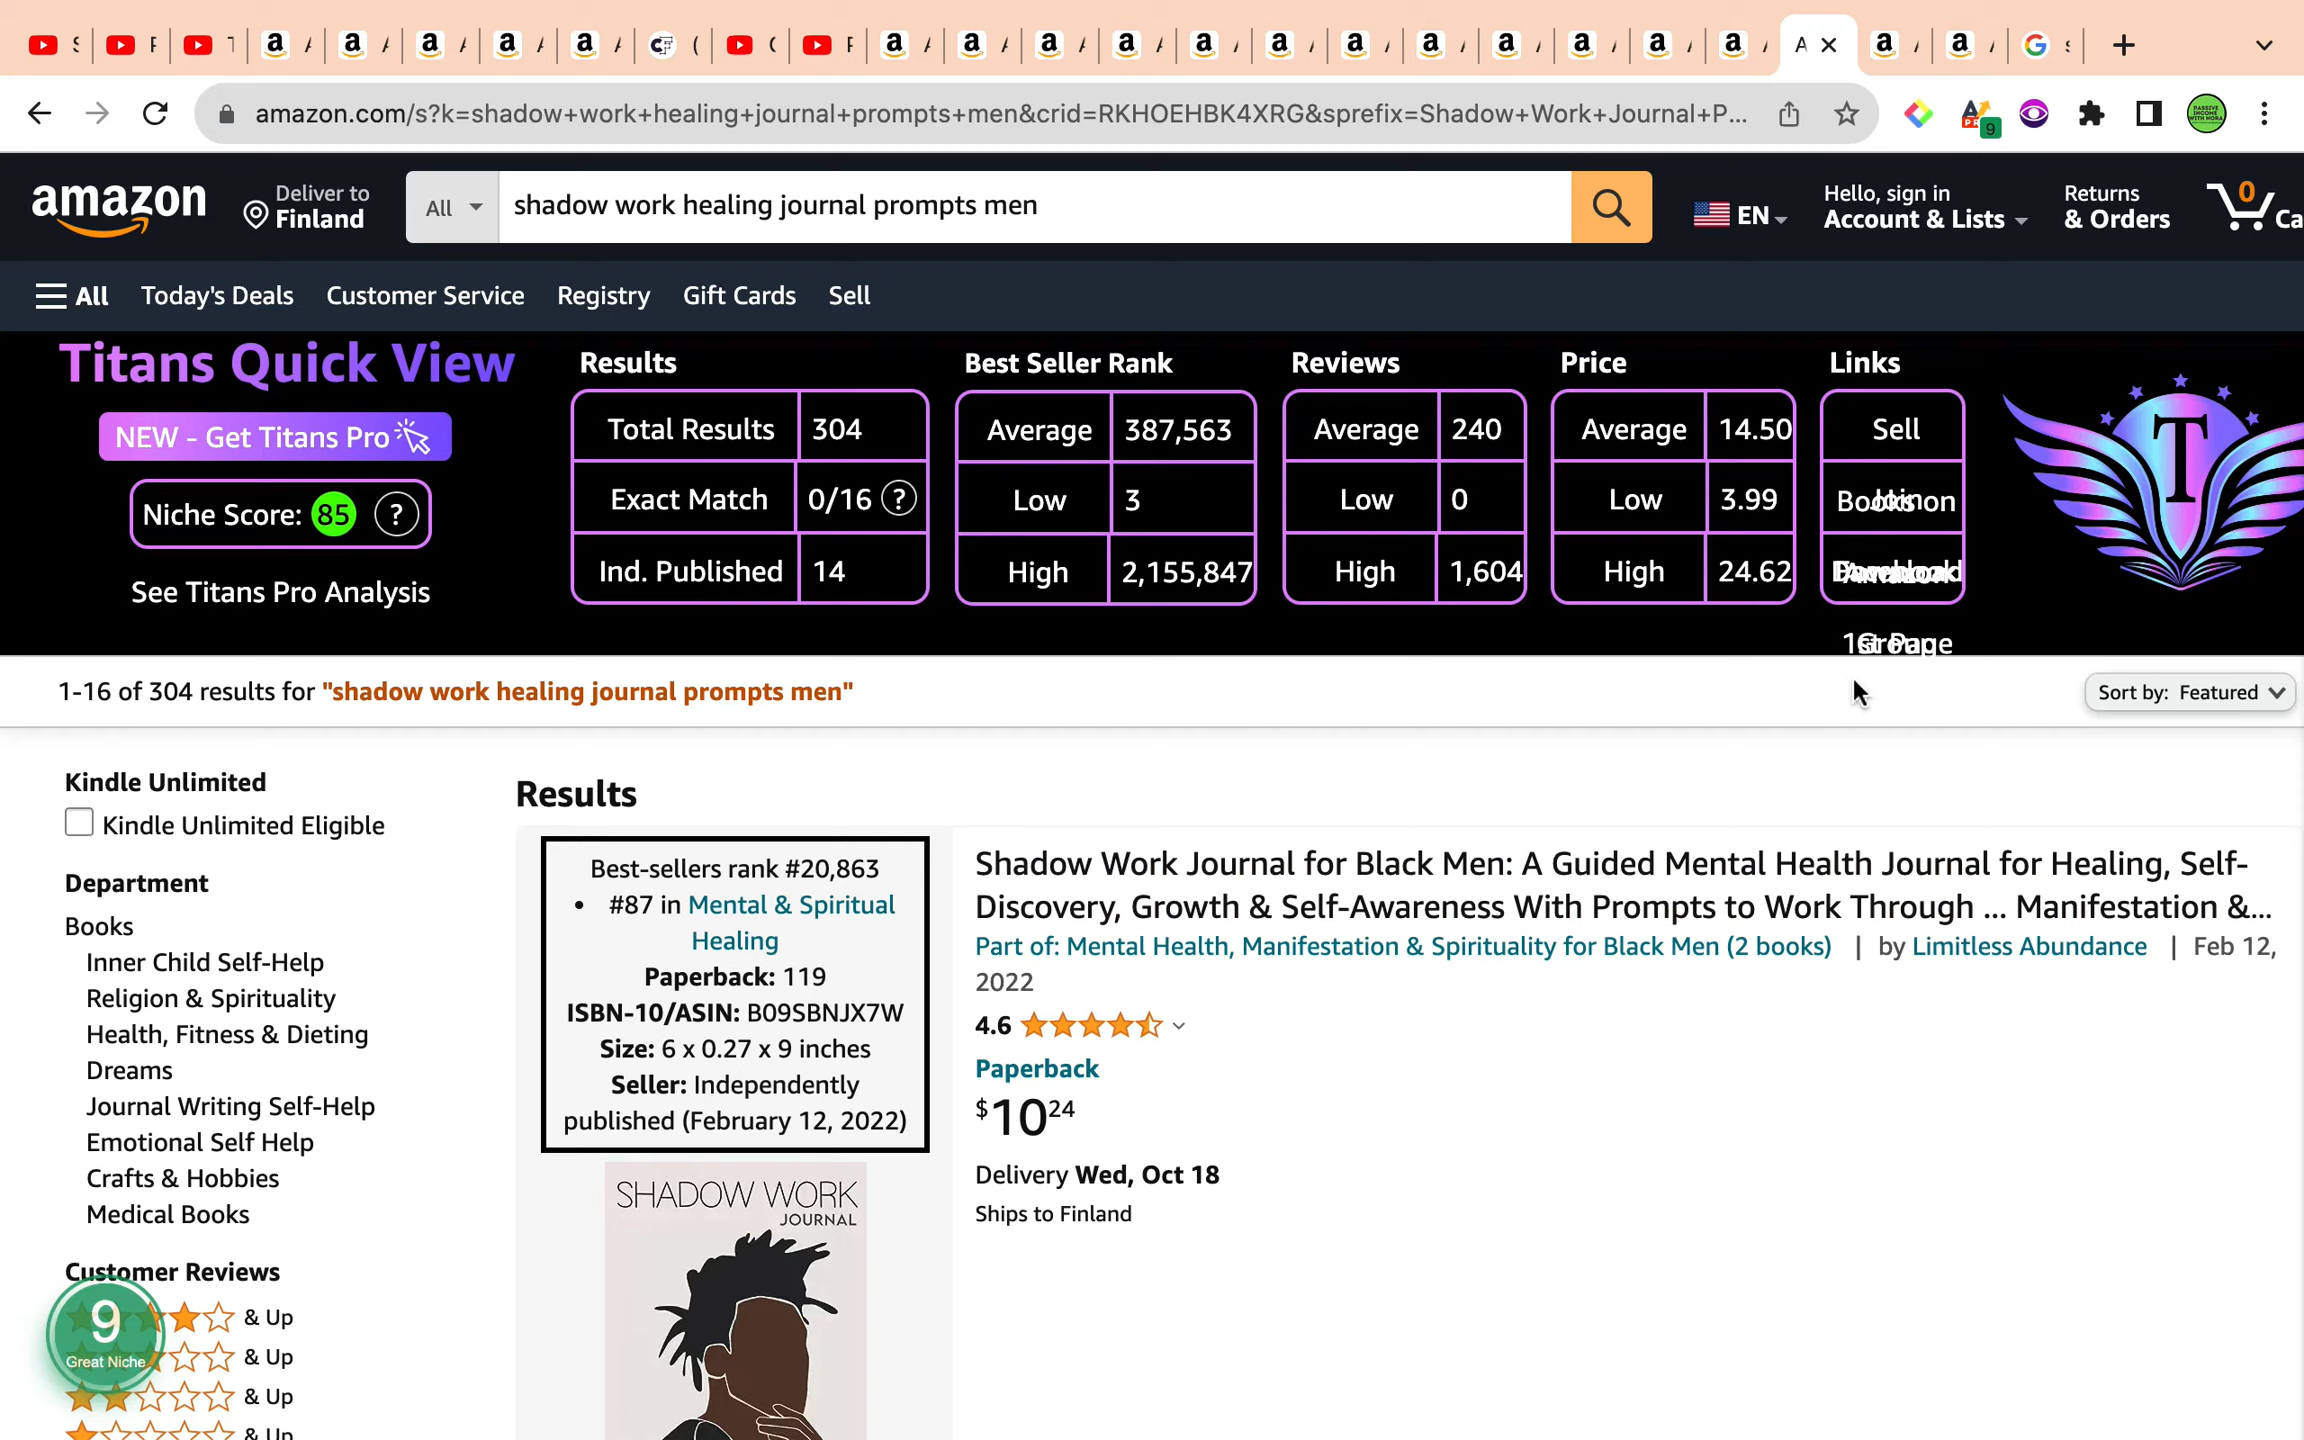 amazon.com/s?k=shadow+work+healing+journal+prompts+men&crid=RKHOEHBK4XRG&sprefix=Shadow+Work+Journal+P...
9
amazon
Deliver to
Finland
All
shadow work healing journal prompts men
EN
Hello, sign in
Account & Lists
Returns
& Orders
0
Ca
All Today's Deals Customer Service Registry Gift Cards Sell
Titans Quick View
NEW - Get Titans Pro
Niche Score: 85 ?
See Titans Pro Analysis
Results
Total Results 304
Exact Match 0/16 ?
Ind. Published 14
Best Seller Rank
Average 387,563
Low 3
High 2,155,847
Reviews
Average 240
Low 0
High 1,604
Price
Average 14.50
Low 3.99
High 24.62
Links
Sell
Books on
Join
T
1-16 of 304 results for "shadow work healing journal prompts men"
Sort by: Featured
Kindle Unlimited
Kindle Unlimited Eligible
Department
Books
Inner Child Self-Help
Religion & Spirituality
Health, Fitness & Dieting
Dreams
Journal Writing Self-Help
Emotional Self Help
Crafts & Hobbies
Medical Books
Customer Reviews
& Up
& Up
& Up
& Up
9
Great Niche
Results
Best-sellers rank #20,863
• #87 in Mental & Spiritual
Healing
Paperback: 119
ISBN-10/ASIN: B09SBNJX7W
Size: 6 x 0.27 x 9 inches
Seller: Independently
published (February 12, 2022)
SHADOW WORK
JOURNAL
Shadow Work Journal for Black Men: A Guided Mental Health Journal for Healing, Self-
Discovery, Growth & Self-Awareness With Prompts to Work Through ... Manifestation &...
Part of: Mental Health, Manifestation & Spirituality for Black Men (2 books) | by Limitless Abundance | Feb 12,
2022
4.6
Paperback
$1024
Delivery Wed, Oct 18
Ships to Finland